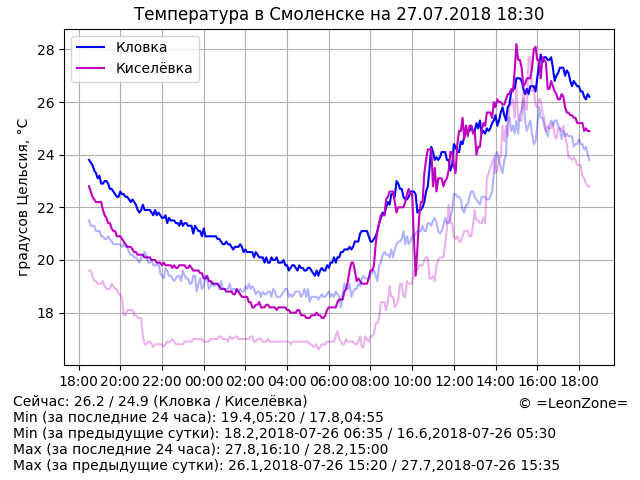 Температура в Смоленске на 27.07.2018 18:30
Кловка
Киселёвка
градусов Цельсия, °C
28
26
24
22
20
18
18:00 20:00 22:00 00:00 02:00 04:00 06:00 08:00 10:00 12:00 14:00 16:00 18:00
Сейчас: 26.2 / 24.9 (Кловка / Киселёвка)
© =LeonZone=
Min (за последние 24 часа): 19.4,05:20 / 17.8,04:55
Min (за предыдущие сутки): 18.2,2018-07-26 06:35 / 16.6,2018-07-26 05:30
Max (за последние 24 часа): 27.8,16:10 / 28.2,15:00
Max (за предыдущие сутки): 26.1,2018-07-26 15:20 / 27.7,2018-07-26 15:35